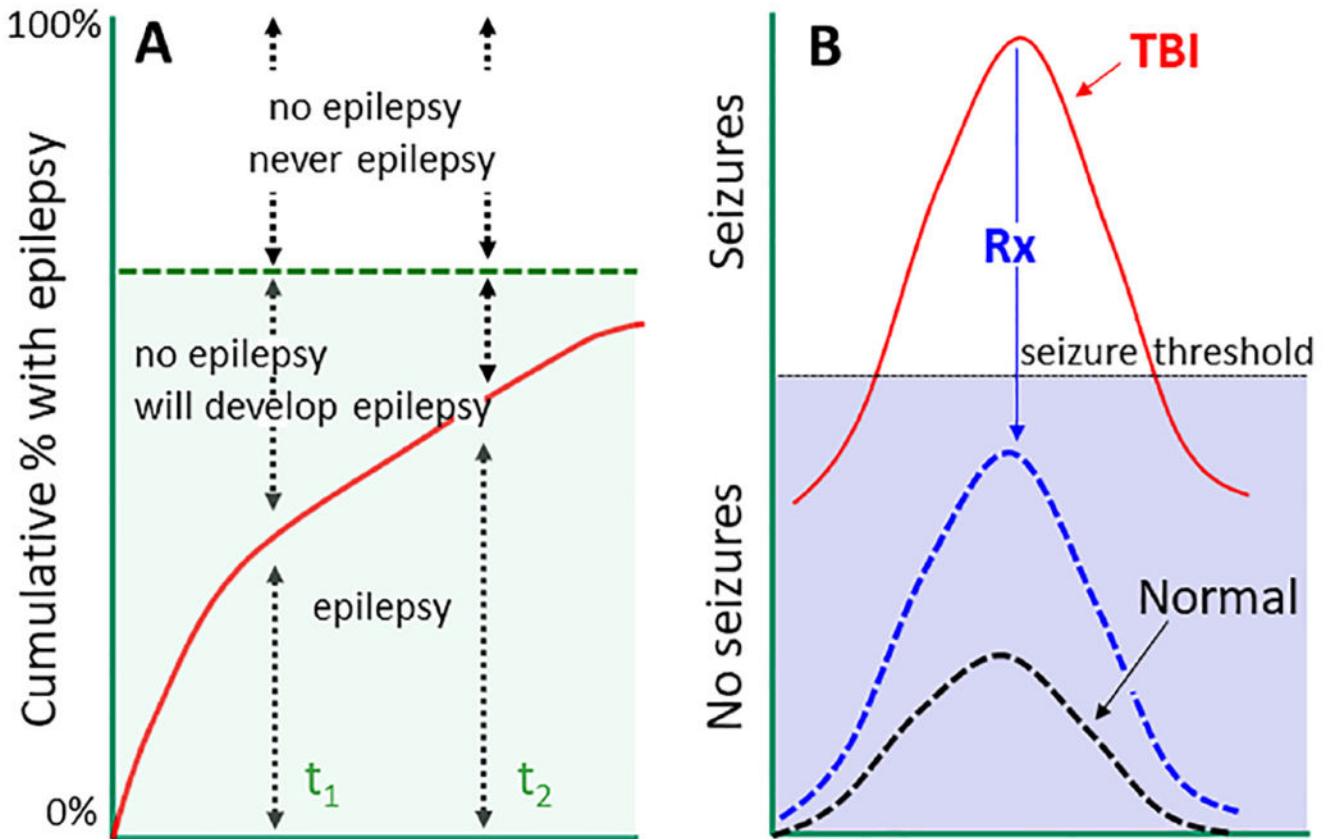 A
100%
no epilepsy
never epilepsy
no epilepsy
will develop epilepsy
epilepsy
t1
t2
0%
Cumulative % with epilepsy
B
TBI
Rx
seizure threshold
Normal
Seizures
No seizures